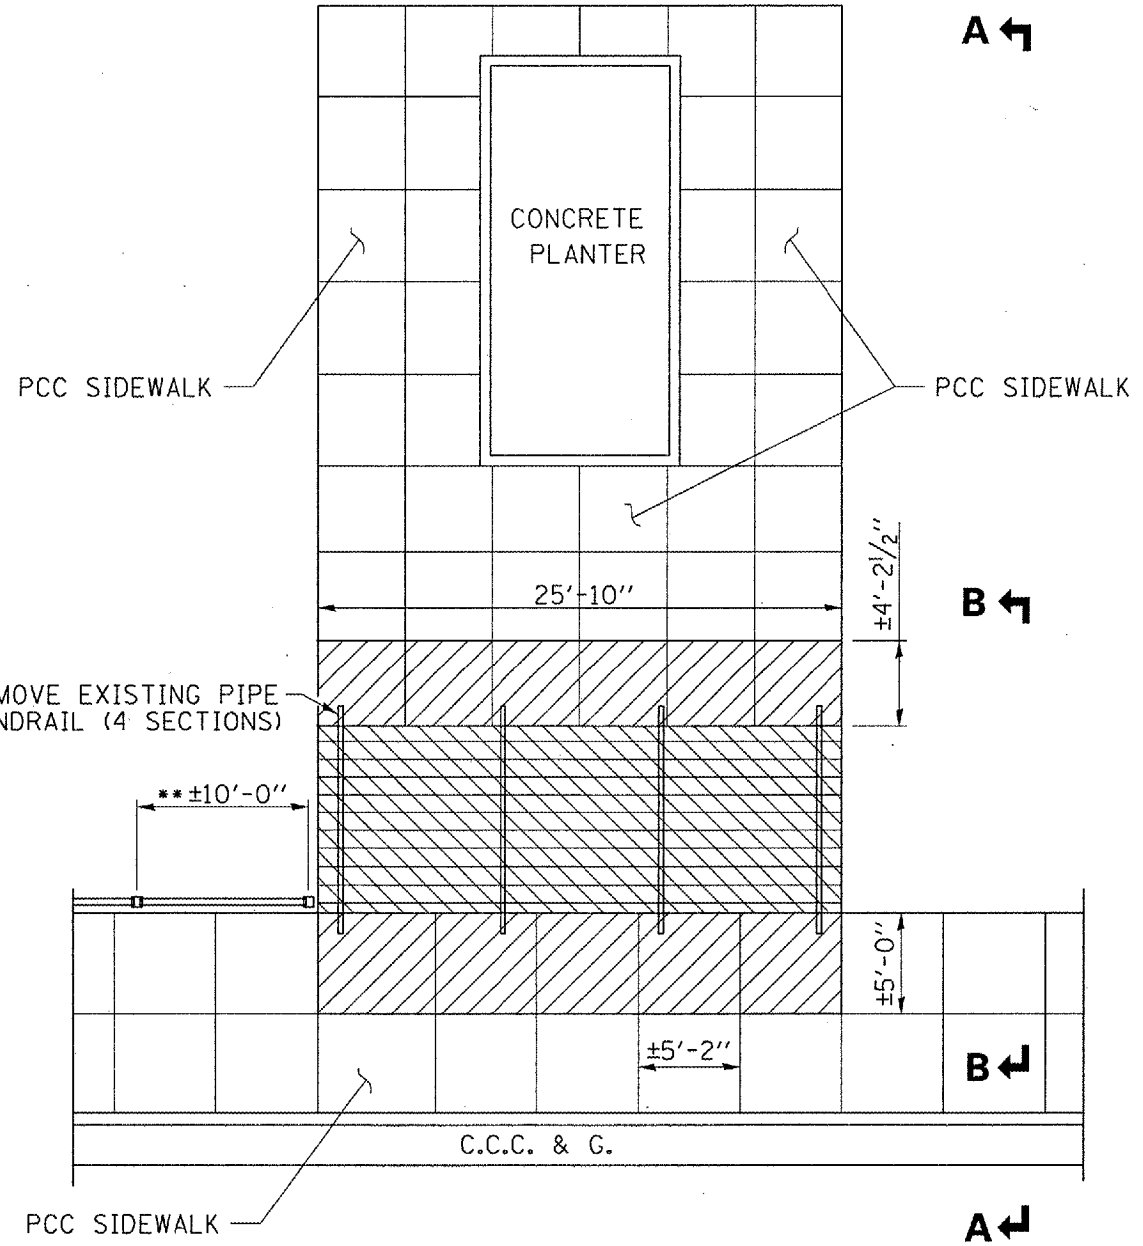 A
CONCRETE
PLANTER
PCC SIDEWALK
PCC SIDEWALK
±4'-2½"
25'-10"
B
MOVE EXISTING PIPE
NDRAIL (4 SECTIONS)
**±10'-0"
±5'-0"
±5'-2"
B
C.C.C. & G.
PCC SIDEWALK
A